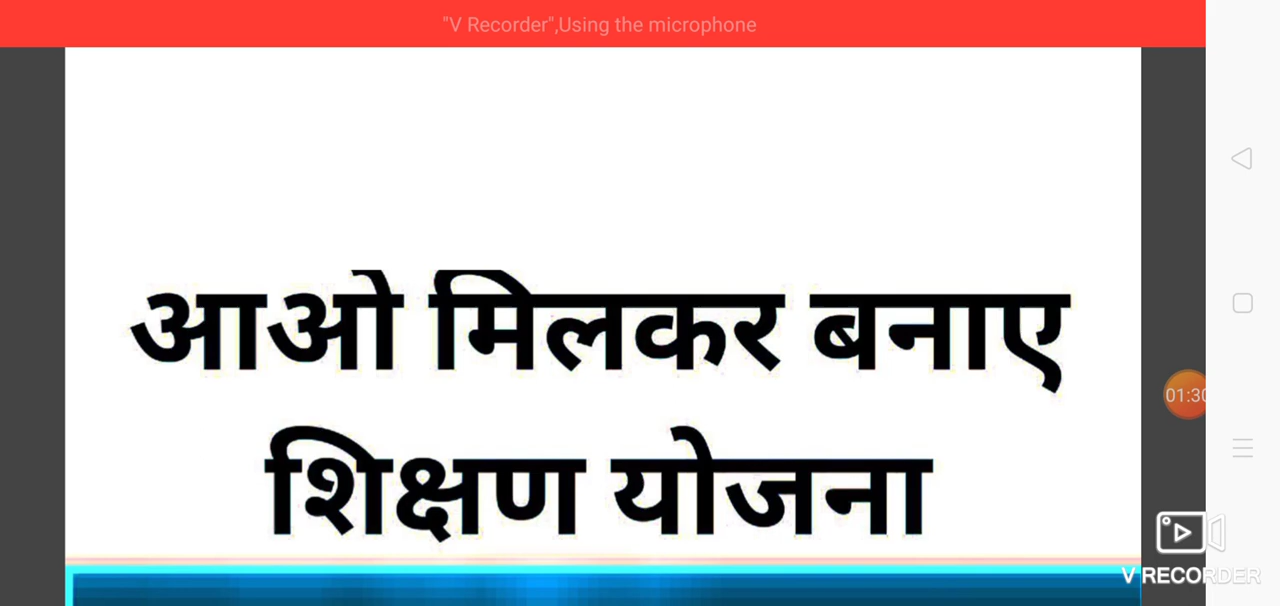 "V Recorder",Using the microphone
आओ मिलकर बनाए
शिक्षण योजना
01:30
V RECORDER